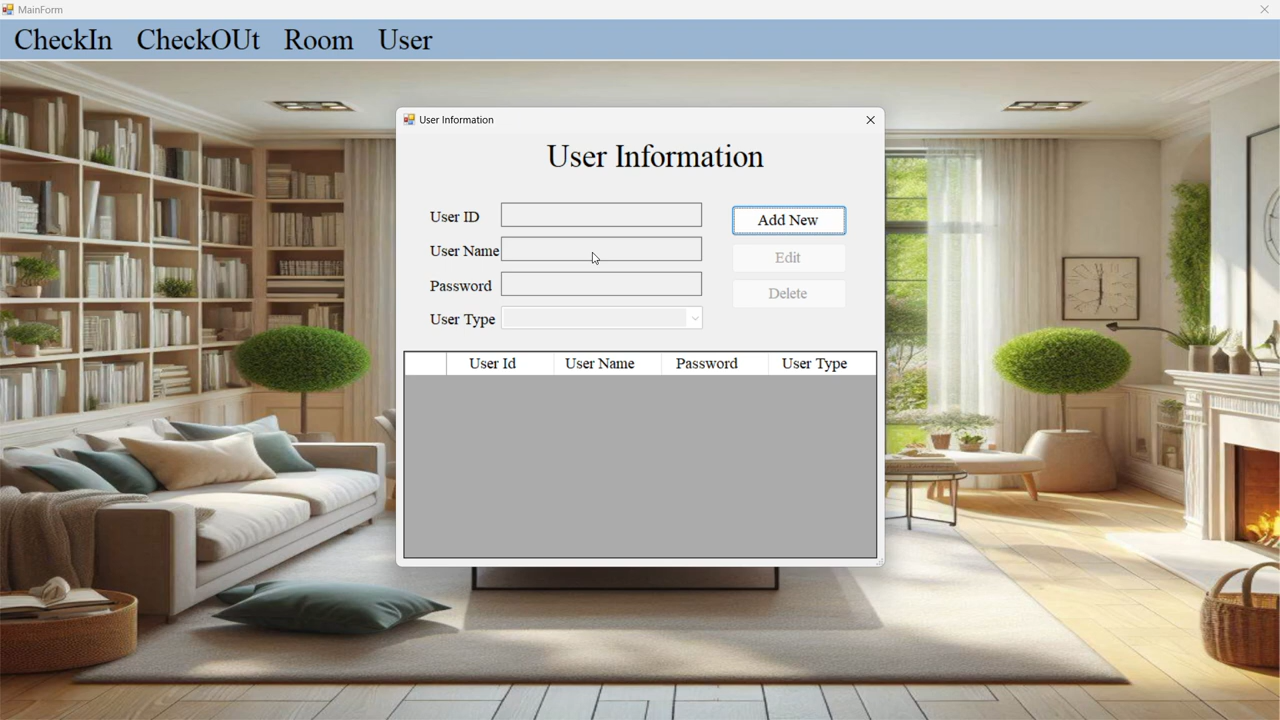 MainForm
CheckIn CheckOUt Room User
User Information
User Information
User ID
Add New
User Name
Edit
Password
Delete
User Type
User Id User Name Password User Type